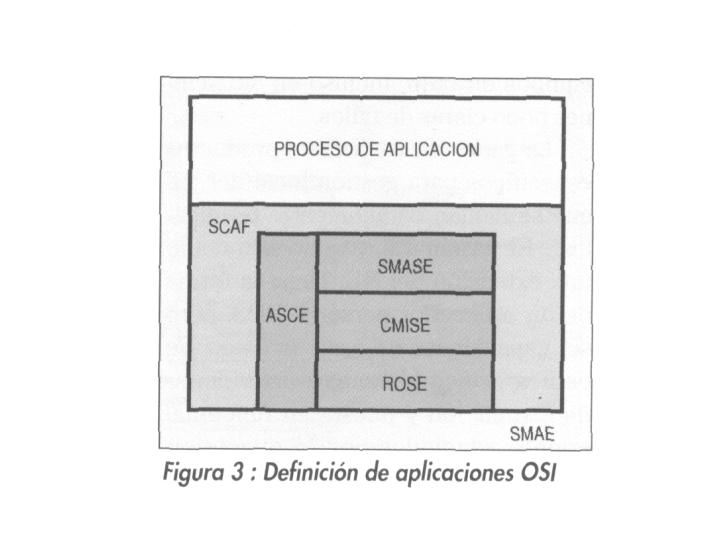 PROCESO DE APLICACION
SCAF
SMASE
ASCE
CMISE
ROSE
SMAE
Figura 3 : Definición de aplicaciones OSI